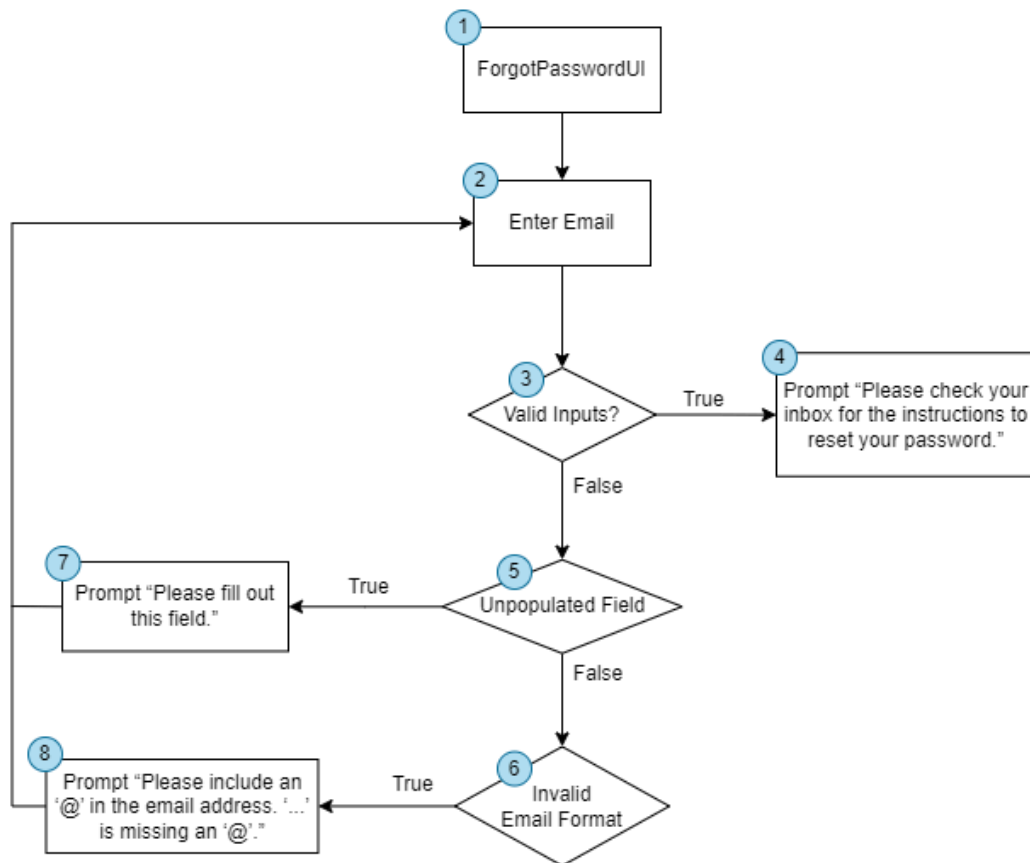 1
ForgotPasswordUI
2
Enter Email
3
Valid Inputs?
True
4
Prompt “Please check your
inbox for the instructions to
reset your password.”
False
5
Unpopulated Field
True
7
Prompt “Please fill out
this field.”
False
6
Invalid
Email Format
True
8
Prompt “Please include an
‘@’ in the email address. ‘...’
is missing an ‘@’.”